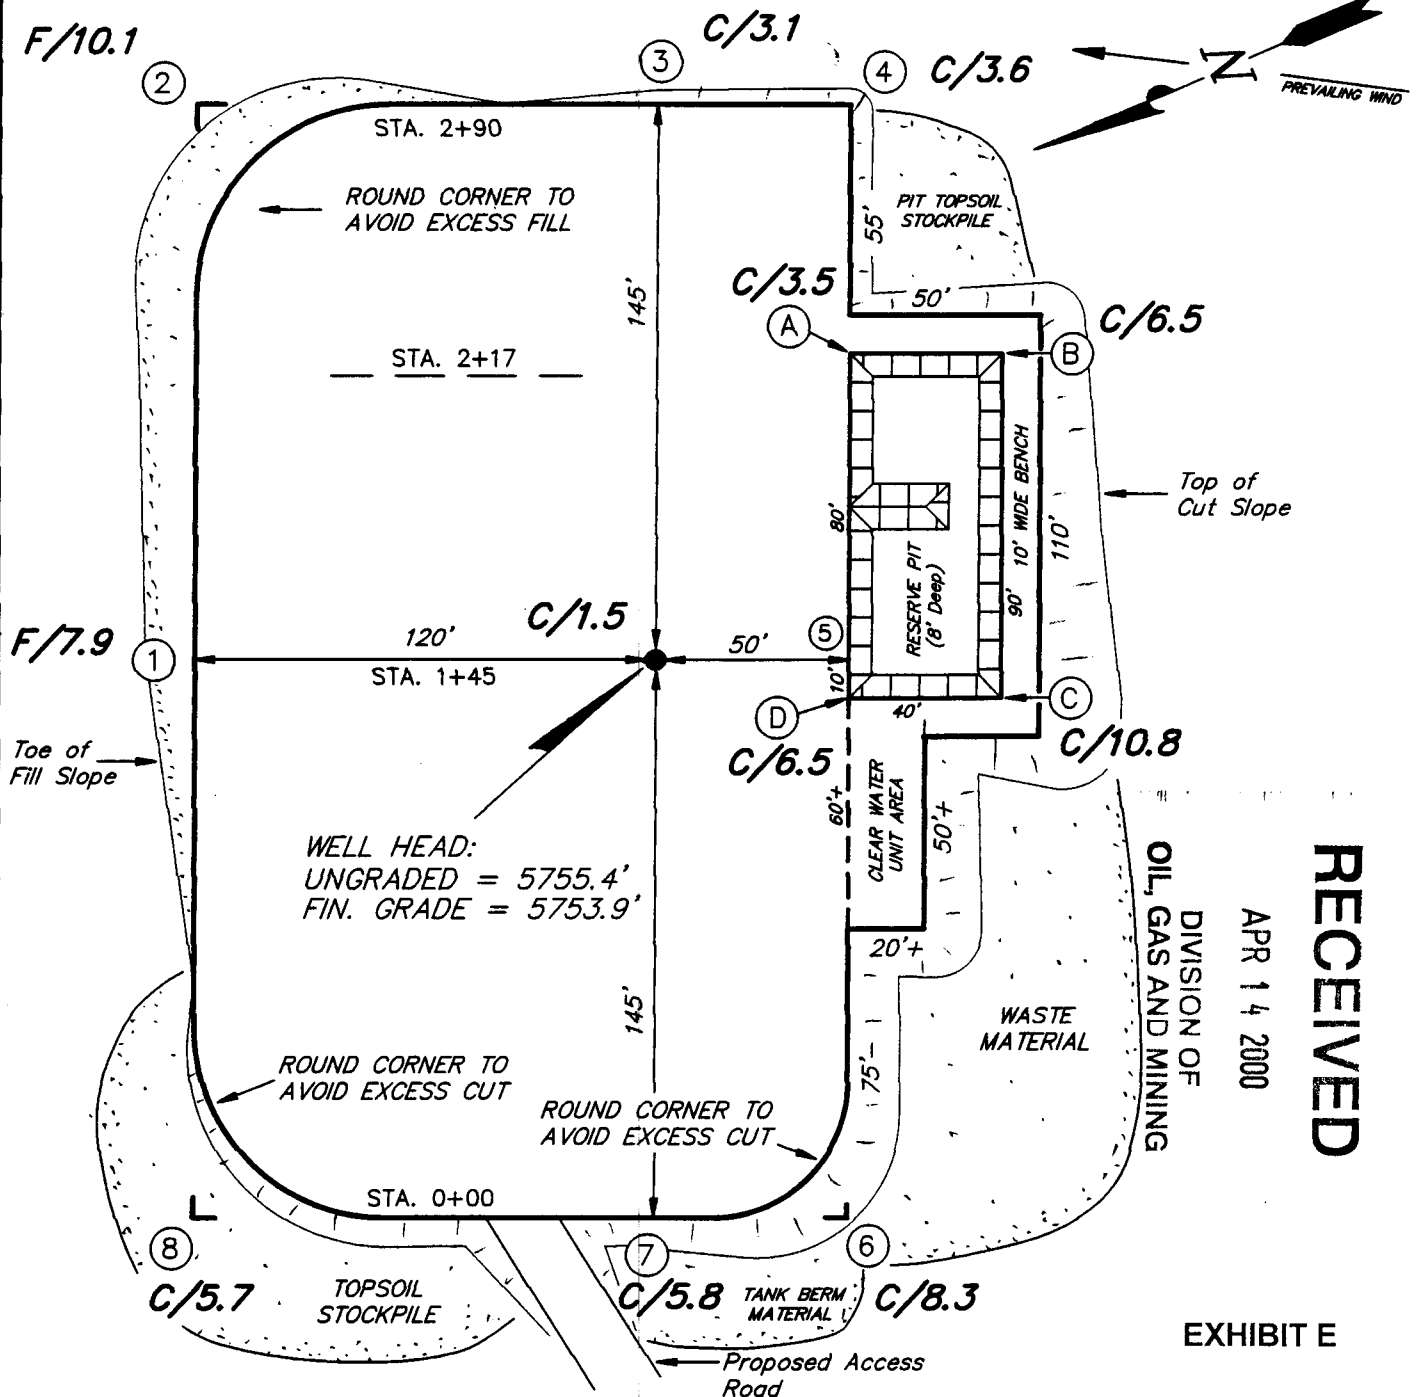 F/10.1
C/3.1
2
3
4
C/3.6
N
PREVAILING WIND
STA. 2+90
ROUND CORNER TO
AVOID EXCESS FILL
PIT TOPSOIL
STOCKPILE
55'
145'
C/3.5
50'
C/6.5
A
B
STA. 2+17
10' WIDE BENCH
110'
Top of
Cut Slope
80'
RESERVE PIT
(8' Deep)
90'
F/7.9
1
120'
C/1.5
50'
5
STA. 1+45
10'
40'
D
C
C/6.5
C/10.8
Toe of
Fill Slope
60'+
CLEAR WATER
UNIT AREA
50'+
WELL HEAD:
UNGRADED = 5755.4'
FIN. GRADE = 5753.9'
20'+
RECEIVED
APR 14 2000
DIVISION OF
OIL, GAS AND MINING
WASTE
MATERIAL
145'
75'-
ROUND CORNER TO
AVOID EXCESS CUT
ROUND CORNER TO
AVOID EXCESS CUT
STA. 0+00
8
7
6
C/5.7
TOPSOIL
STOCKPILE
C/5.8
TANK BERM
MATERIAL
C/8.3
EXHIBIT E
Proposed Access
Road